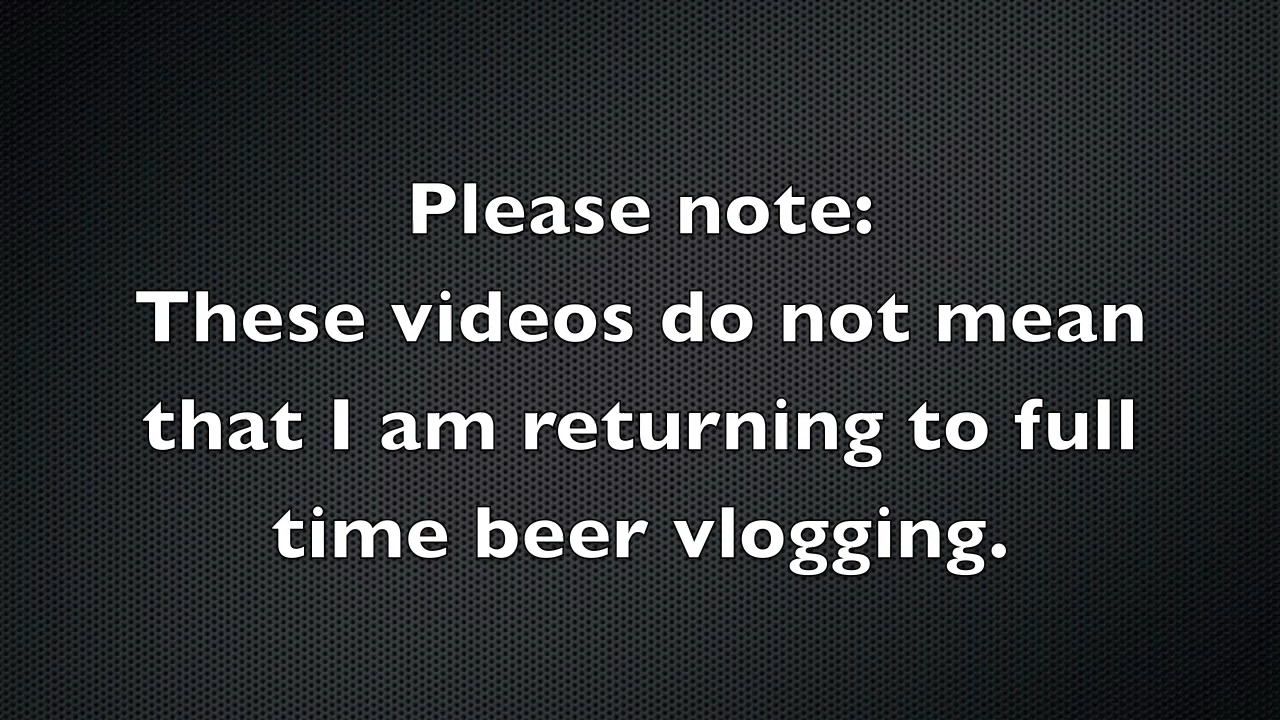 Please note:
These videos do not mean
that I am returning to full
time beer vlogging.